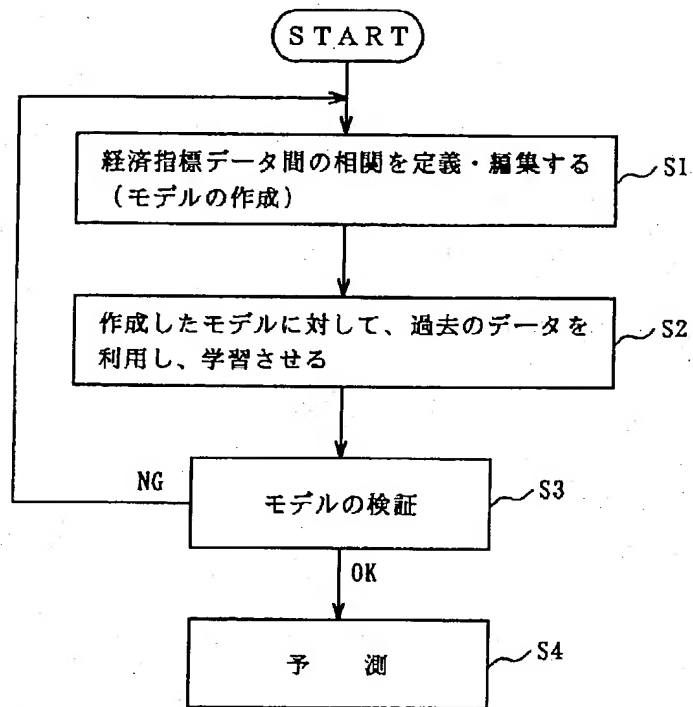 START
経済指標データ間の相関を定義・編集する
(モデルの作成)
S1
作成したモデルに対して、過去のデータを
利用し、学習させる
S2
NG
モデルの検証
S3
OK
予 測
S4